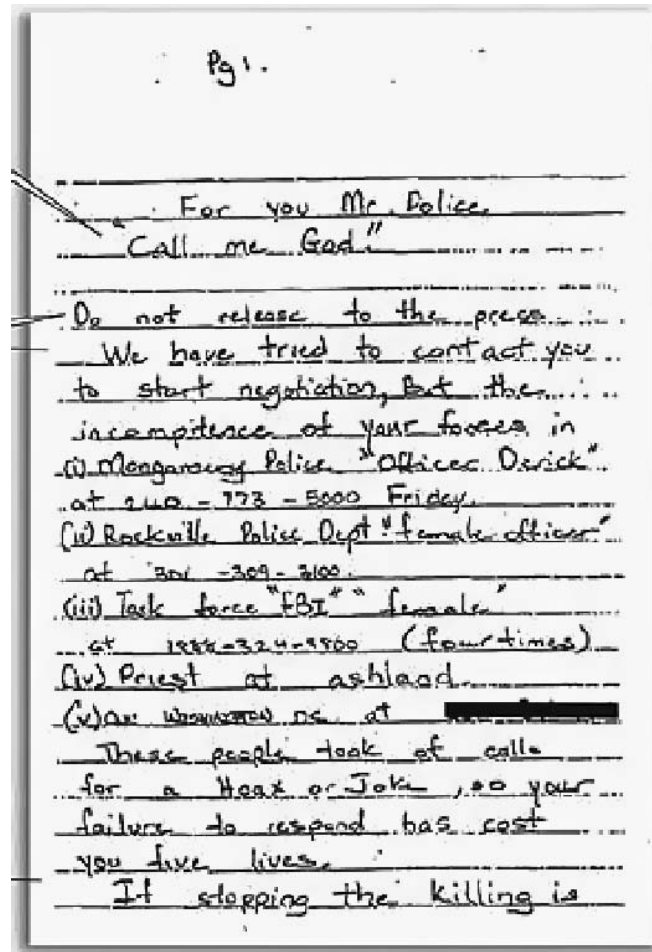 Pg 1.
For you Mr. Police.
Call me God."
Do not release to the press.
We have tried to contact you
to start negotiation, But the
incompitence of your forces in
(i) Police "Officer Derick"
at 240-773-5000 Friday.
(ii) Rockville Police Dept. "female officer"
at 301-309-3100.
(iii) Task force "FBI" "female"
at 1888-324-9800 (four times)
(iv) Priest at ashland.
(v) WASHINGTON DC at
These people took of calls
for a Hoax or Joke, so your
failure to respond has cost
you five lives.
If stopping the killing is